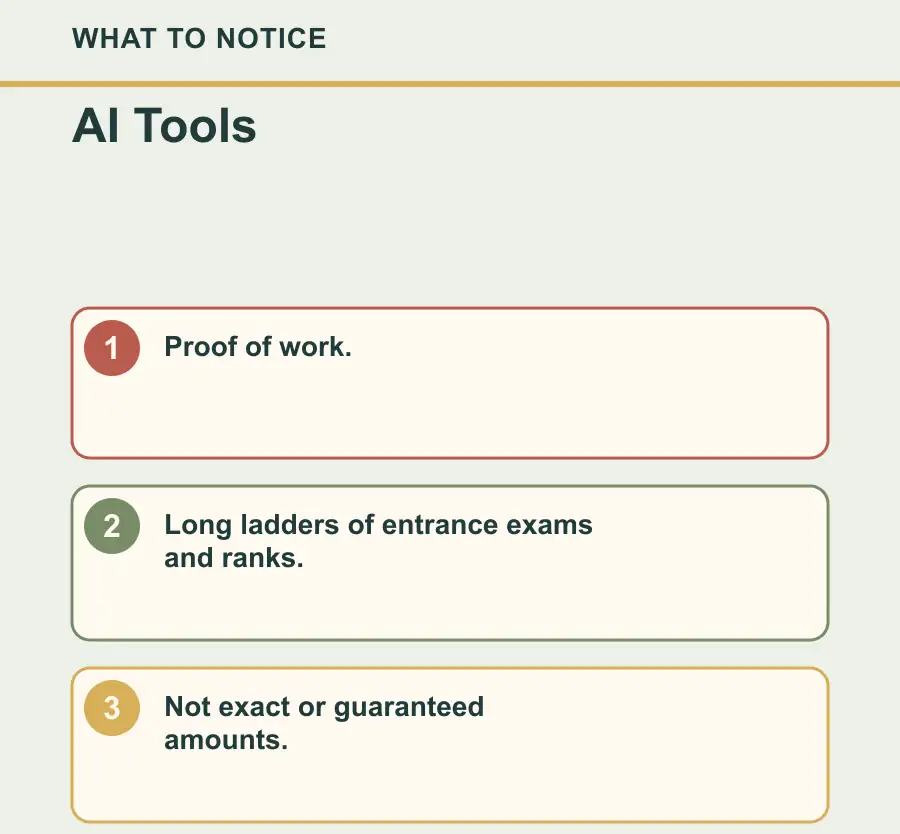 WHAT TO NOTICE
AI Tools
1
Proof of work.
2
Long ladders of entrance exams
and ranks.
3
Not exact or guaranteed
amounts.